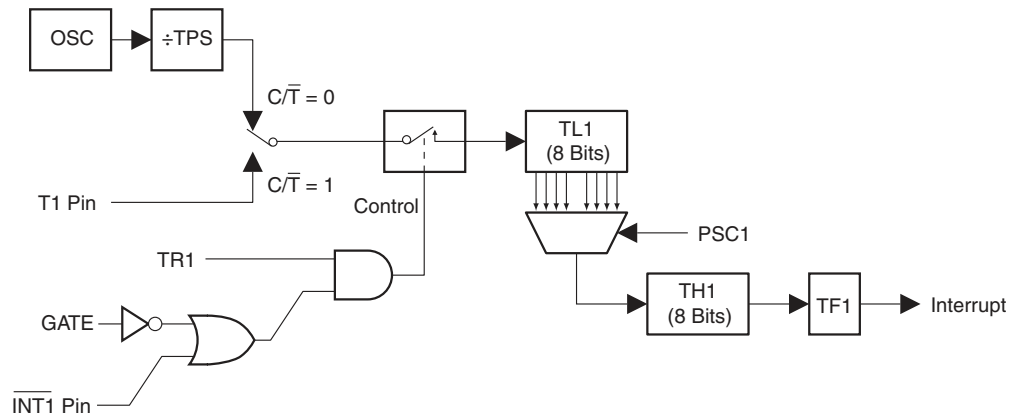 OSC
÷TPS
C/T̅ = 0
C/T̅ = 1
T1 Pin
TL1
(8 Bits)
Control
PSC1
TR1
TH1
(8 Bits)
TF1
Interrupt
GATE
I̅N̅T̅1̅ Pin